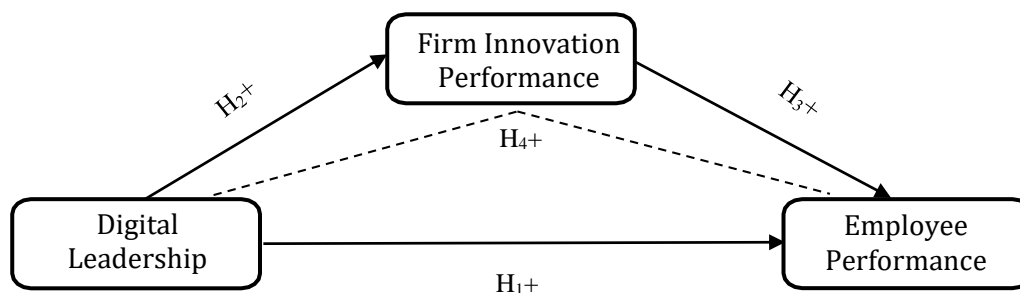 Firm Innovation
Performance
H₂+
H₃+
H₄+
Digital
Leadership
Employee
Performance
H₁+